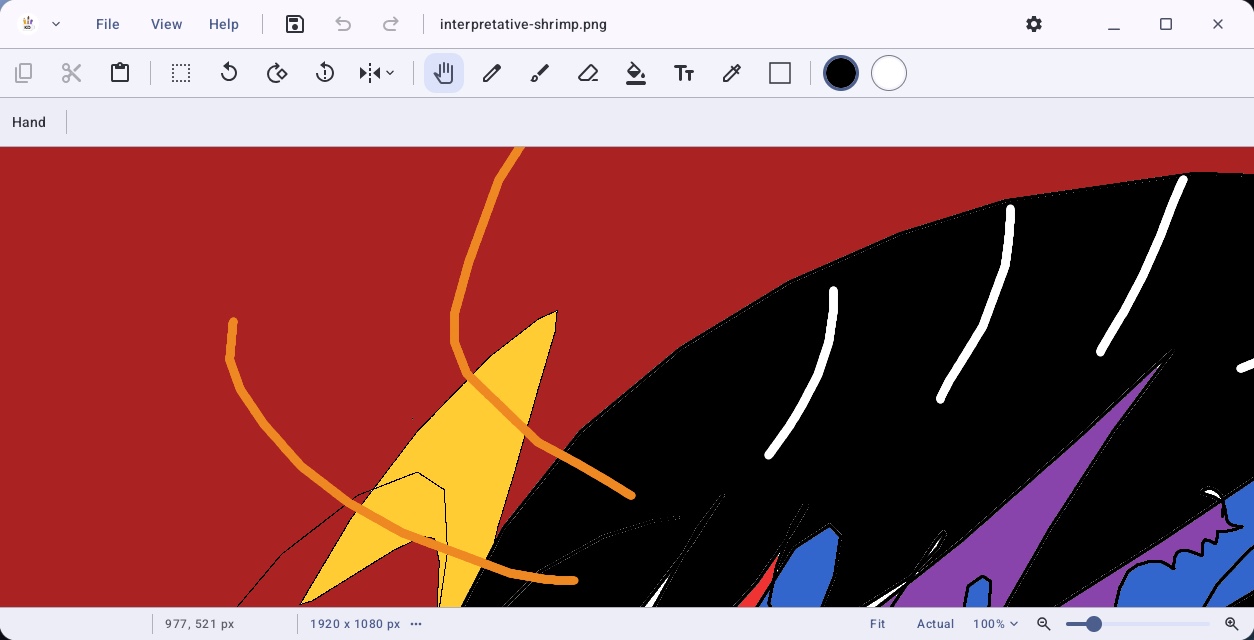 File View Help interpretative-shrimp.png
Hand
977, 521 px 1920 x 1080 px Fit Actual 100%